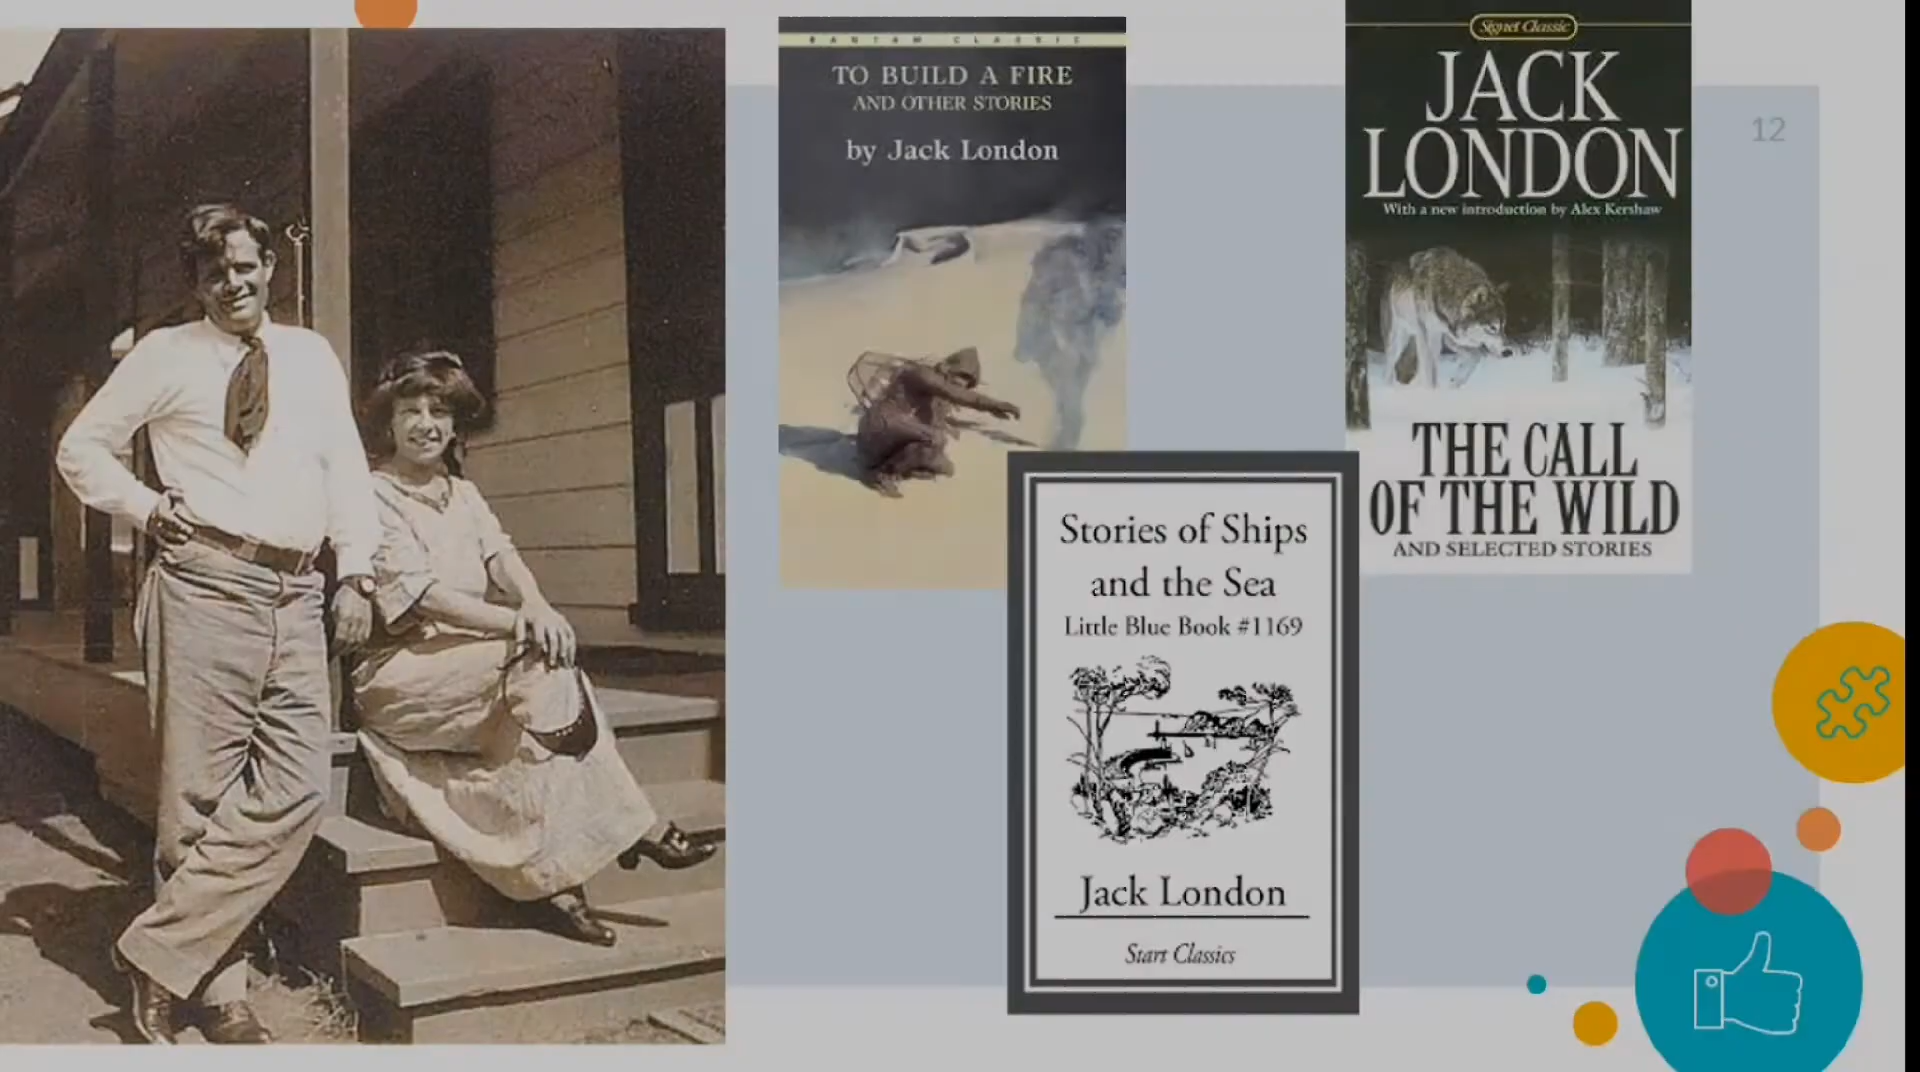 BANTAM CLASSIC
TO BUILD A FIRE
AND OTHER STORIES
by Jack London
Signet Classic
JACK
LONDON
With a new introduction by Alex Kershaw
THE CALL
OF THE WILD
AND SELECTED STORIES
12
Stories of Ships
and the Sea
Little Blue Book #1169
Jack London
Start Classics